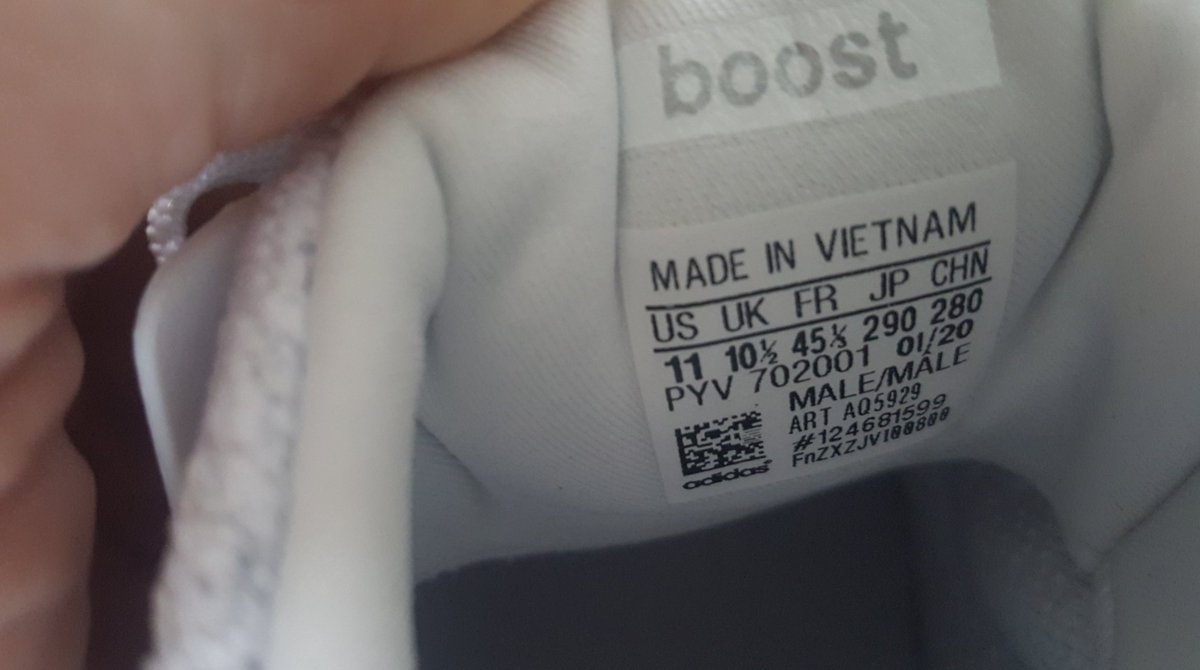 boost
MADE IN VIETNAM
US UK FR JP CHN
11 10½ 45⅓ 290 280
PYV 702001 01/20
MALE/MÂLE
ART AQ5929
#124681599
FnZXZJVI00800
adidas